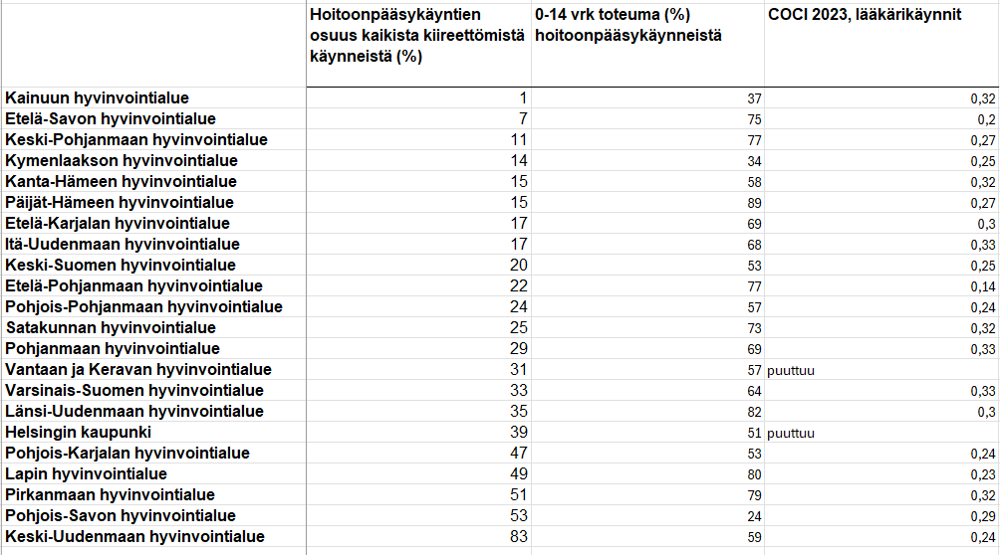 Hoitoonpääsykäyntien osuus kaikista kiireettömistä käynneistä (%) 0-14 vrk toteuma (%) hoitoonpääsykäynneistä COCI 2023, lääkärikäynnit
Kainuun hyvinvointialue 1 37 0,32
Etelä-Savon hyvinvointialue 7 75 0,2
Keski-Pohjanmaan hyvinvointialue 11 77 0,27
Kymenlaakson hyvinvointialue 14 34 0,25
Kanta-Hämeen hyvinvointialue 15 58 0,32
Päijät-Hämeen hyvinvointialue 15 89 0,27
Etelä-Karjalan hyvinvointialue 17 69 0,3
Itä-Uudenmaan hyvinvointialue 17 68 0,33
Keski-Suomen hyvinvointialue 20 53 0,25
Etelä-Pohjanmaan hyvinvointialue 22 77 0,14
Pohjois-Pohjanmaan hyvinvointialue 24 57 0,24
Satakunnan hyvinvointialue 25 73 0,32
Pohjanmaan hyvinvointialue 29 69 0,33
Vantaan ja Keravan hyvinvointialue 31 57 puuttuu
Varsinais-Suomen hyvinvointialue 33 64 0,33
Länsi-Uudenmaan hyvinvointialue 35 82 0,3
Helsingin kaupunki 39 51 puuttuu
Pohjois-Karjalan hyvinvointialue 47 53 0,24
Lapin hyvinvointialue 49 80 0,23
Pirkanmaan hyvinvointialue 51 79 0,32
Pohjois-Savon hyvinvointialue 53 24 0,29
Keski-Uudenmaan hyvinvointialue 83 59 0,24